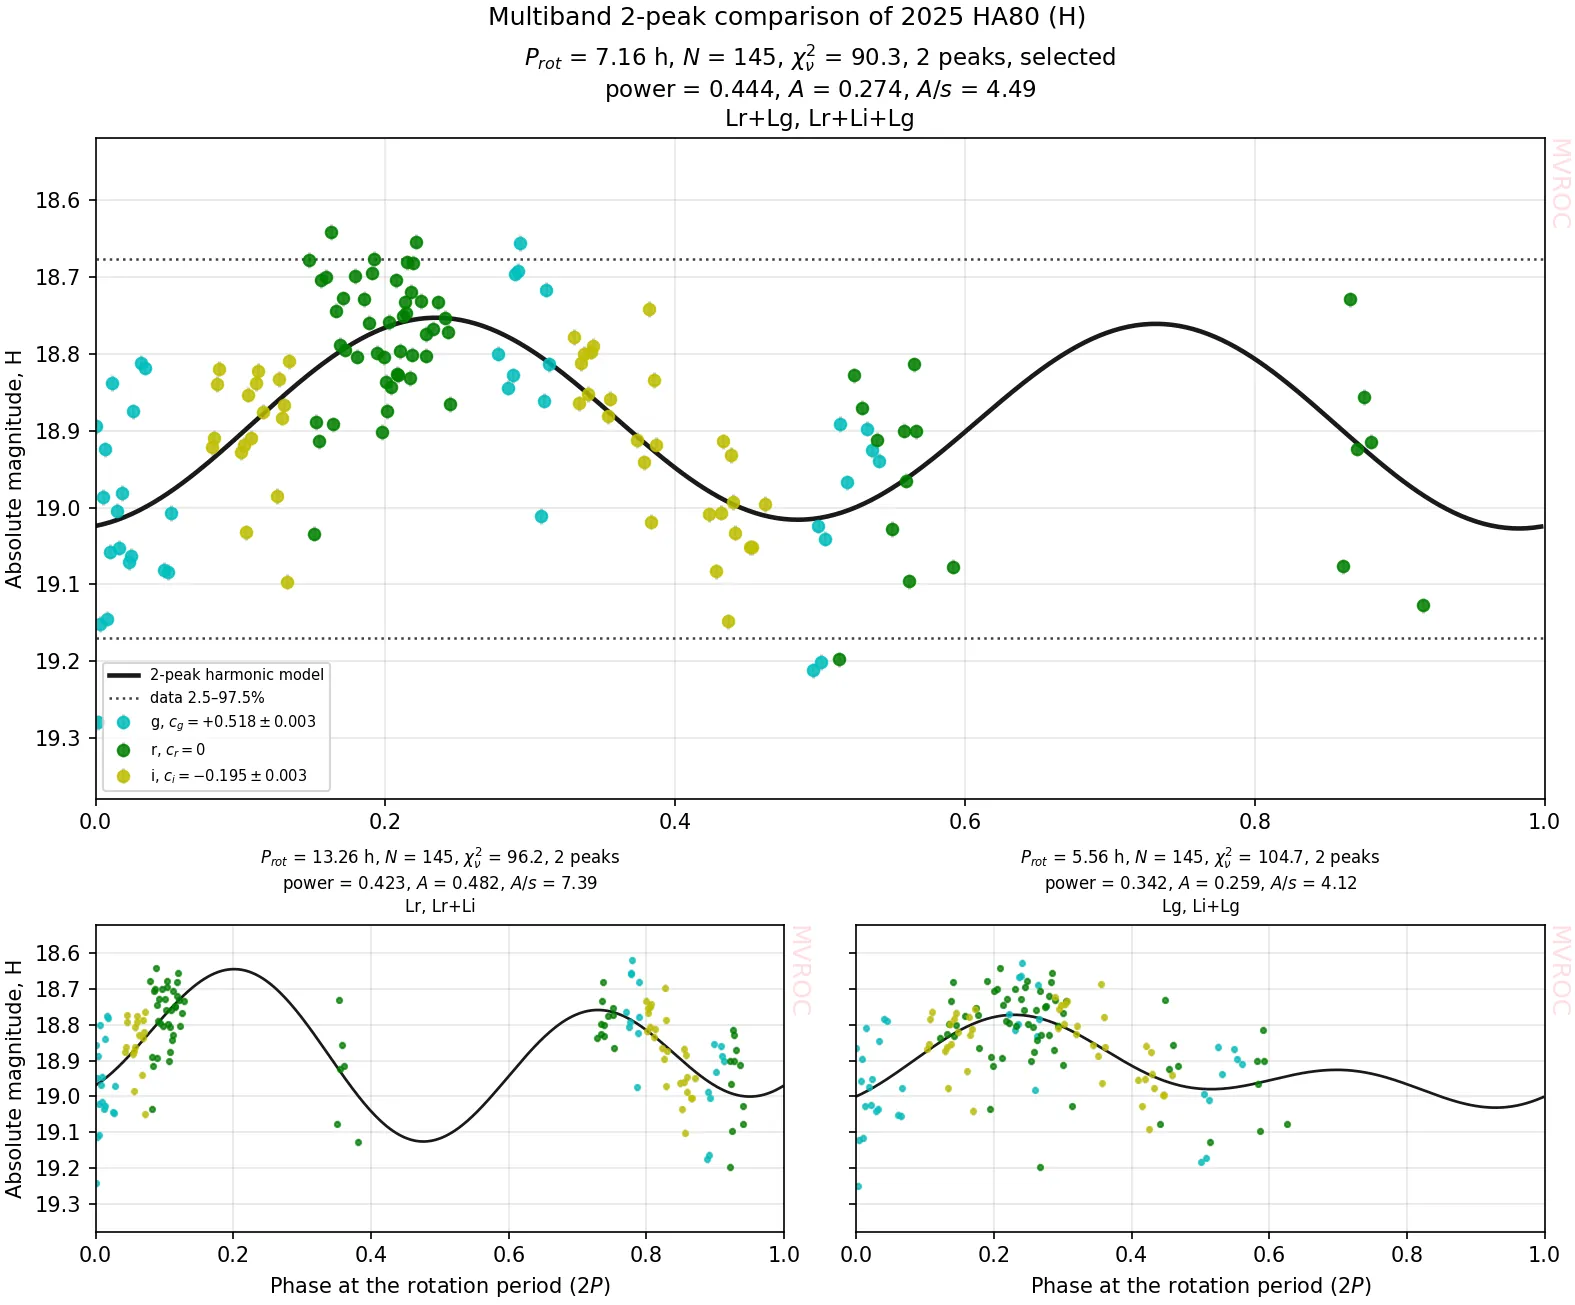 Multiband 2-peak comparison of 2025 HA80 (H)
P_rot = 7.16 h, N = 145, χ²_ν = 90.3, 2 peaks, selected
power = 0.444, A = 0.274, A/s = 4.49
Lr+Lg, Lr+Li+Lg
MVROC
Absolute magnitude, H
18.6
18.7
18.8
18.9
19.0
19.1
19.2
19.3
2-peak harmonic model
data 2.5–97.5%
g, c_g = +0.518 ± 0.003
r, c_r = 0
i, c_i = −0.195 ± 0.003
0.0 0.2 0.4 0.6 0.8 1.0
P_rot = 13.26 h, N = 145, χ²_ν = 96.2, 2 peaks
power = 0.423, A = 0.482, A/s = 7.39
Lr, Lr+Li
MVROC
Absolute magnitude, H
18.6
18.7
18.8
18.9
19.0
19.1
19.2
19.3
0.0 0.2 0.4 0.6 0.8 1.0
Phase at the rotation period (2P)
P_rot = 5.56 h, N = 145, χ²_ν = 104.7, 2 peaks
power = 0.342, A = 0.259, A/s = 4.12
Lg, Li+Lg
MVROC
0.0 0.2 0.4 0.6 0.8 1.0
Phase at the rotation period (2P)